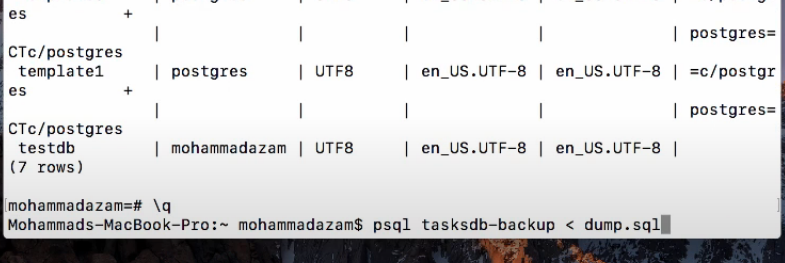 es           +
                |             |          |             |             | postgres=
CTc/postgres
 template1      | postgres    | UTF8     | en_US.UTF-8 | en_US.UTF-8 | =c/postgr
es           +
                |             |          |             |             | postgres=
CTc/postgres
 testdb         | mohammadazam | UTF8     | en_US.UTF-8 | en_US.UTF-8 |
(7 rows)
mohammadazam=# \q
Mohammads-MacBook-Pro:~ mohammadazam$ psql tasksdb-backup < dump.sql